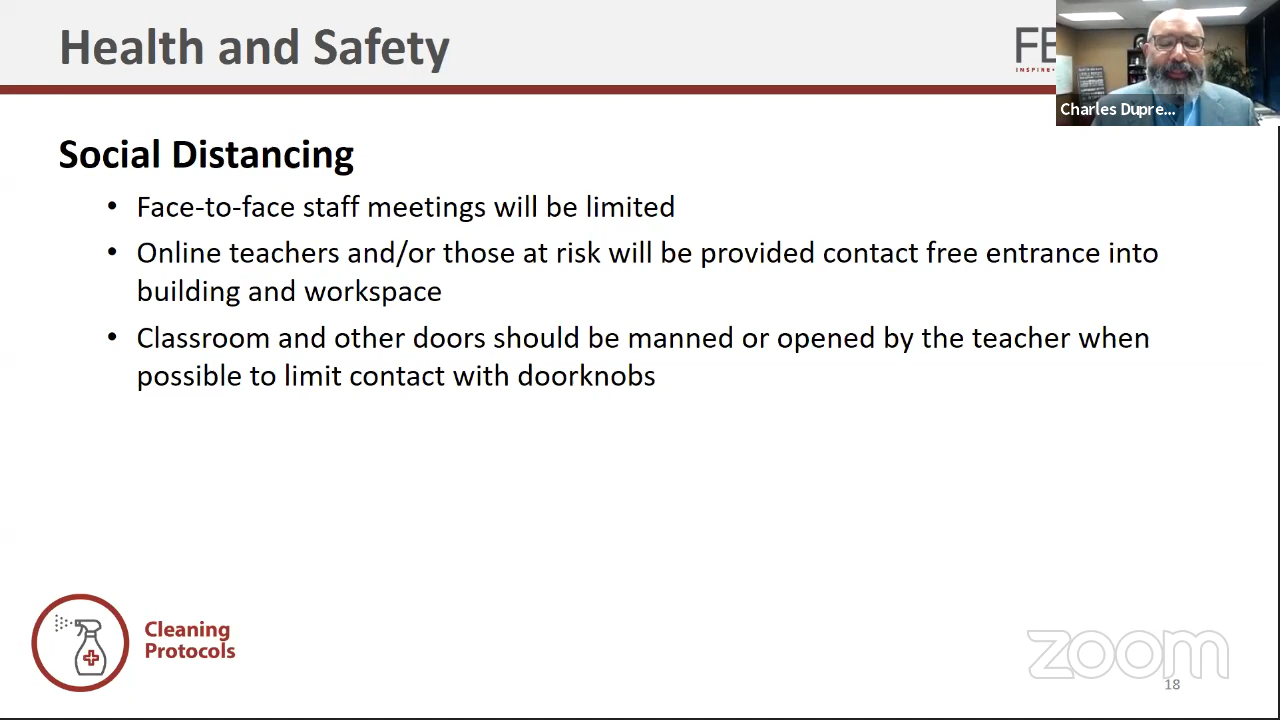 Health and Safety
FE
INSPIRE•
Charles Dupre...
Social Distancing
• Face-to-face staff meetings will be limited
• Online teachers and/or those at risk will be provided contact free entrance into
building and workspace
• Classroom and other doors should be manned or opened by the teacher when
possible to limit contact with doorknobs
Cleaning
Protocols
zoom
18